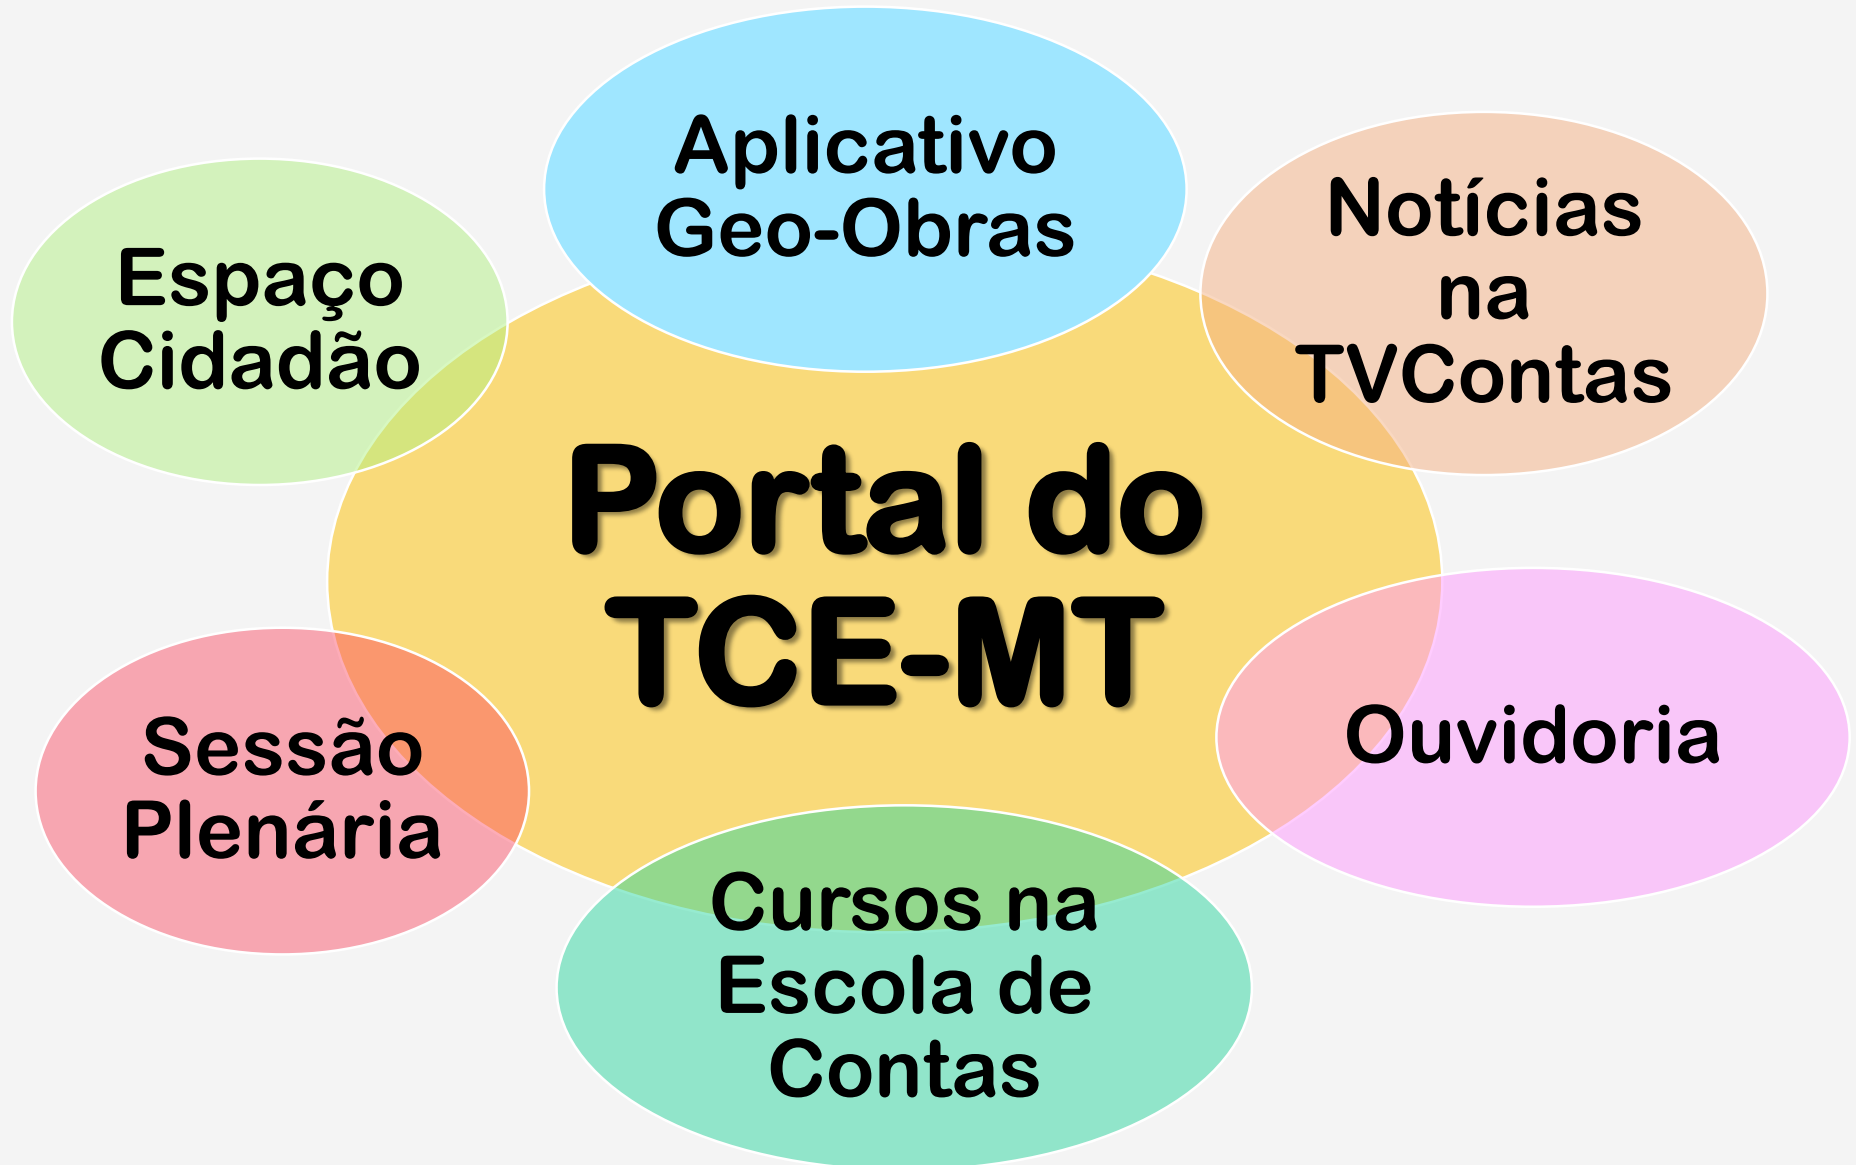 Aplicativo
Geo-Obras
Notícias
na
TVContas
Espaço
Cidadão
Portal do
TCE-MT
Ouvidoria
Sessão
Plenária
Cursos na
Escola de
Contas